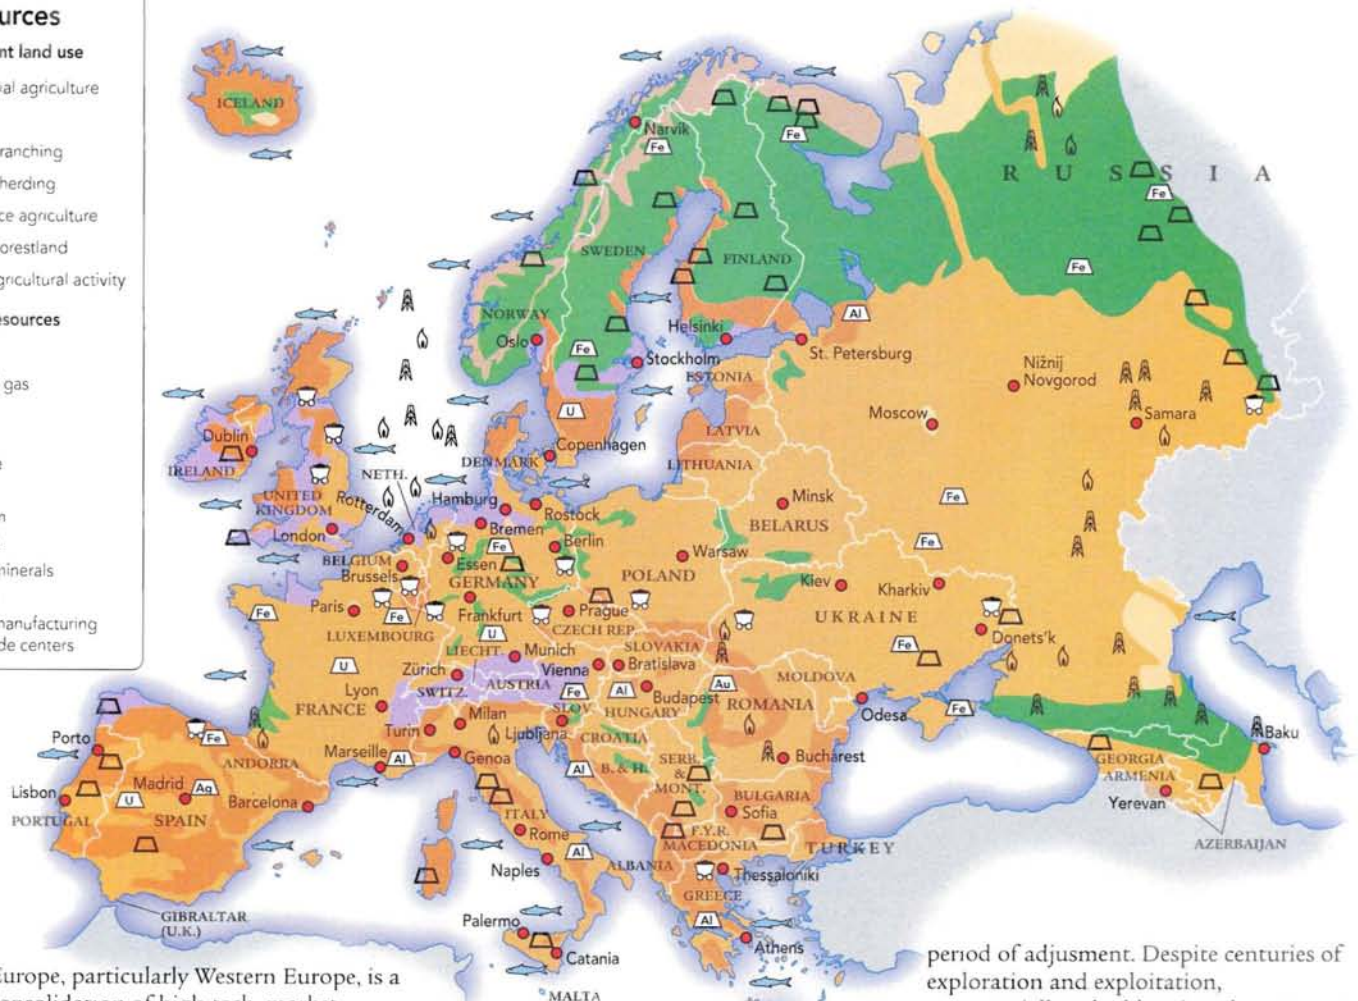 urces
nt land use
al agriculture
ranching
herding
ce agriculture
orestland
gricultural activity
esources
gas
e
m
minerals
manufacturing
de centers
ICELAND
Narvik
Fe
Fe
R U S S I A
Fe
SWEDEN
FINLAND
Fe
NORWAY
Al
Oslo
Helsinki
Fe
Stockholm
St. Petersburg
ESTONIA
Nižnij
Novgorod
U
Moscow
Samara
Dublin
Copenhagen
LATVIA
IRELAND
DENMARK
LITHUANIA
NETH.
UNITED
KINGDOM
Rotterdam
Hamburg
Rostock
Minsk
BELARUS
Fe
London
Bremen
Berlin
Fe
Fe
BELGIUM
Brussels
Essen
GERMANY
Warsaw
POLAND
Kiev
Kharkiv
Fe
Paris
Fe
Frankfurt
Prague
UKRAINE
LUXEMBOURG
U
CZECH REP.
Donets'k
Fe
U
LIECHT.
Munich
SLOVAKIA
Zürich
Vienna
Bratislava
MOLDOVA
SWITZ.
AUSTRIA
Lyon
Fe
Al
Budapest
Au
FRANCE
SLOV.
HUNGARY
ROMANIA
Odesa
Fe
Milan
Turin
Ljubljana
CROATIA
Baku
Porto
Fe
Marseille
Al
Genoa
Bucharest
ANDORRA
Al
B. & H.
SERB.
&
MONT.
GEORGIA
ARMENIA
Lisbon
Madrid
Ag
U
Barcelona
BULGARIA
Yerevan
PORTUGAL
SPAIN
ITALY
Rome
Sofia
F.Y.R.
MACEDONIA
TURKEY
AZERBAIJAN
Al
Naples
ALBANIA
Thessaloniki
GREECE
GIBRALTAR
(U.K.)
Palermo
Al
Athens
Catania
MALTA
Europe, particularly Western Europe, is a
period of adjusment. Despite centuries of
exploration and exploitation,